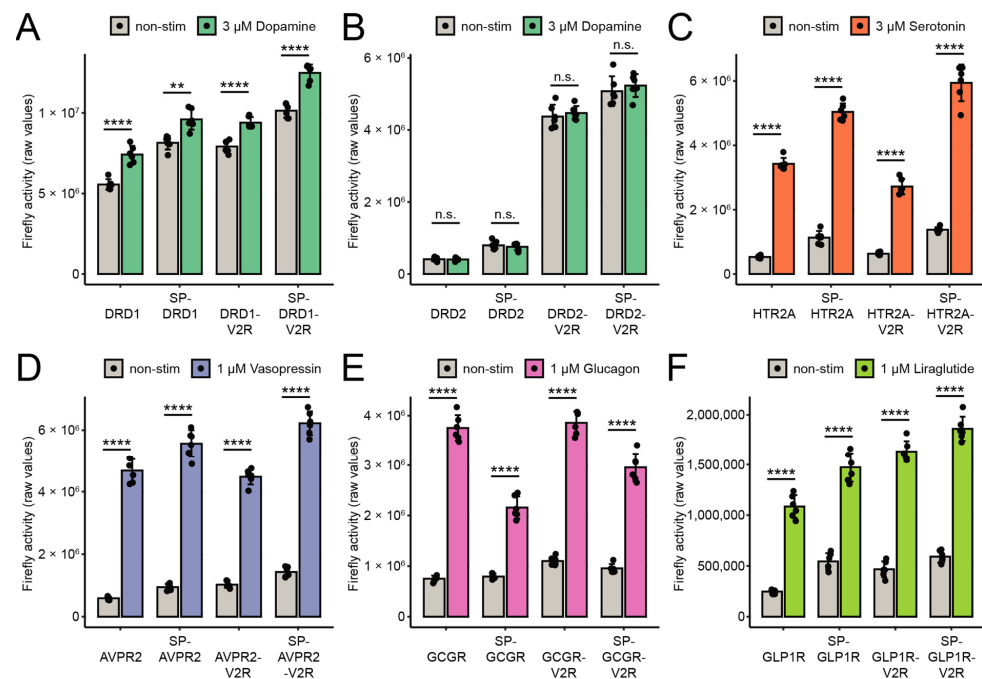 A
non-stim 3 µM Dopamine
Firefly activity (raw values)
1 × 10⁷
5 × 10⁶
0
****
**
****
****
DRD1
SP-
DRD1
DRD1-
V2R
SP-
DRD1-
V2R
B
non-stim 3 µM Dopamine
Firefly activity (raw values)
6 × 10⁶
4 × 10⁶
2 × 10⁶
0
n.s.
n.s.
n.s.
n.s.
DRD2
SP-
DRD2
DRD2-
V2R
SP-
DRD2-
V2R
C
non-stim 3 µM Serotonin
Firefly activity (raw values)
6 × 10⁶
4 × 10⁶
2 × 10⁶
0
****
****
****
****
HTR2A
SP-
HTR2A
HTR2A-
V2R
SP-
HTR2A-
V2R
D
non-stim 1 µM Vasopressin
Firefly activity (raw values)
6 × 10⁶
4 × 10⁶
2 × 10⁶
0
****
****
****
****
AVPR2
SP-
AVPR2
AVPR2-
V2R
SP-
AVPR2
-V2R
E
non-stim 1 µM Glucagon
Firefly activity (raw values)
4 × 10⁶
3 × 10⁶
2 × 10⁶
1 × 10⁶
0
****
****
****
****
GCGR
SP-
GCGR
GCGR-
V2R
SP-
GCGR-
V2R
F
non-stim 1 µM Liraglutide
Firefly activity (raw values)
2,000,000
1,500,000
1,000,000
500,000
0
****
****
****
****
GLP1R
SP-
GLP1R
GLP1R-
V2R
SP-
GLP1R-
V2R